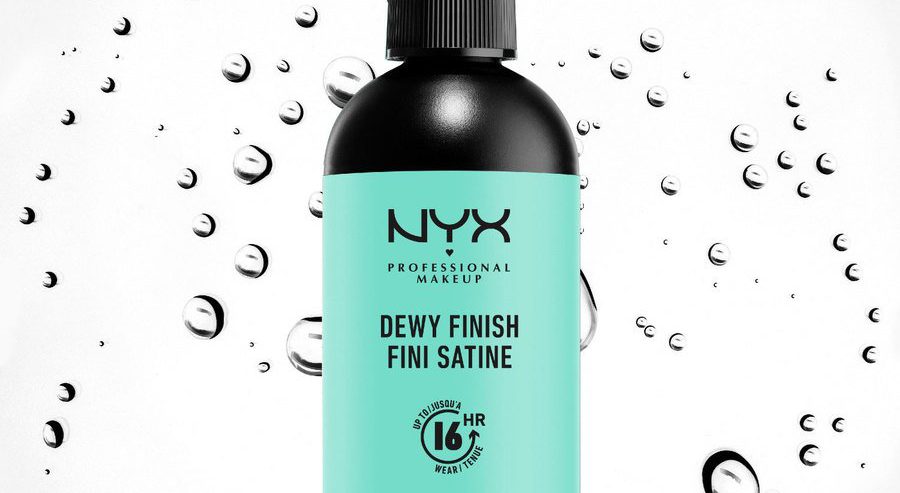 NYX
PROFESSIONAL
MAKEUP
DEWY FINISH
FINI SATINE
UP TO/JUSQU'A
16 HR
WEAR/TENUE